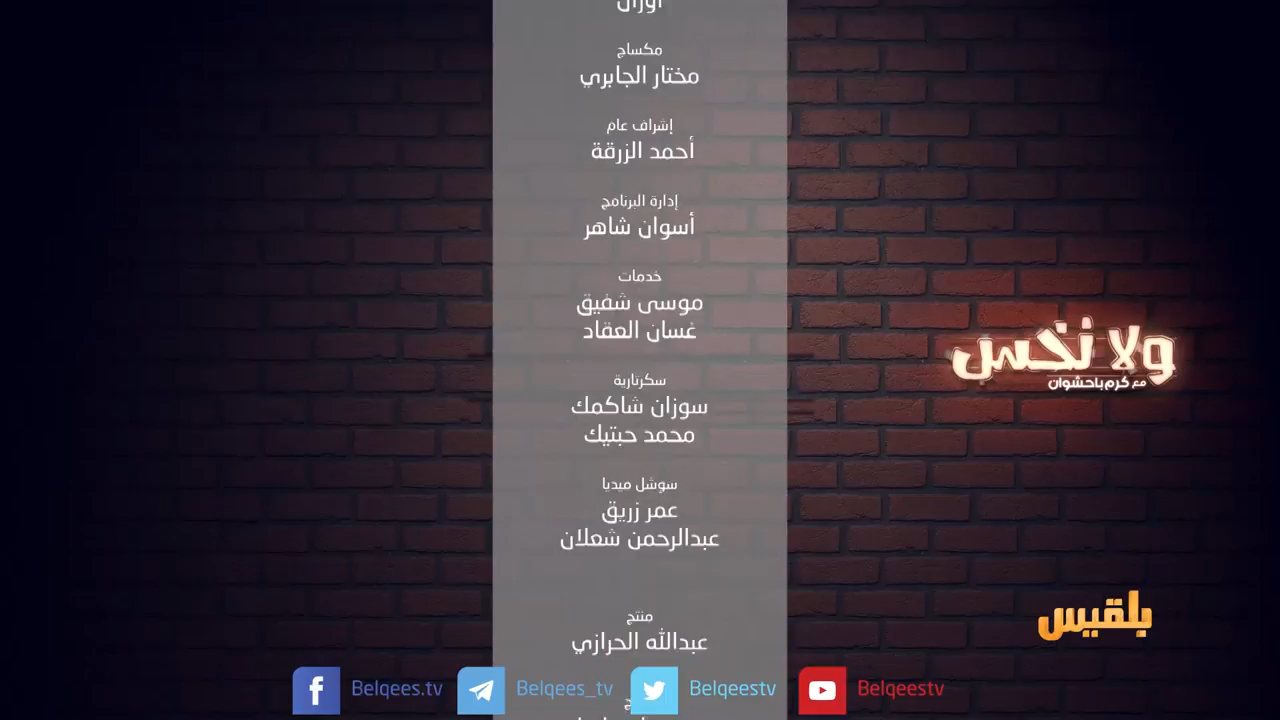 مكساج
مختار الجابري
إشراف عام
أحمد الزرقة
إدارة البرنامج
أسوان شاهر
خدمات
موسى شفيق
غسان العقاد
سكرتارية
سوزان شاكمك
محمد حبتيك
سوشل ميديا
عمر زريق
عبدالرحمن شعلان
منتج
عبدالله الحرازي
ولا نخس
مع كرم باحشوان
بلقيس
Belqees.tv
Belqees_tv
Belqeestv
Belqeestv